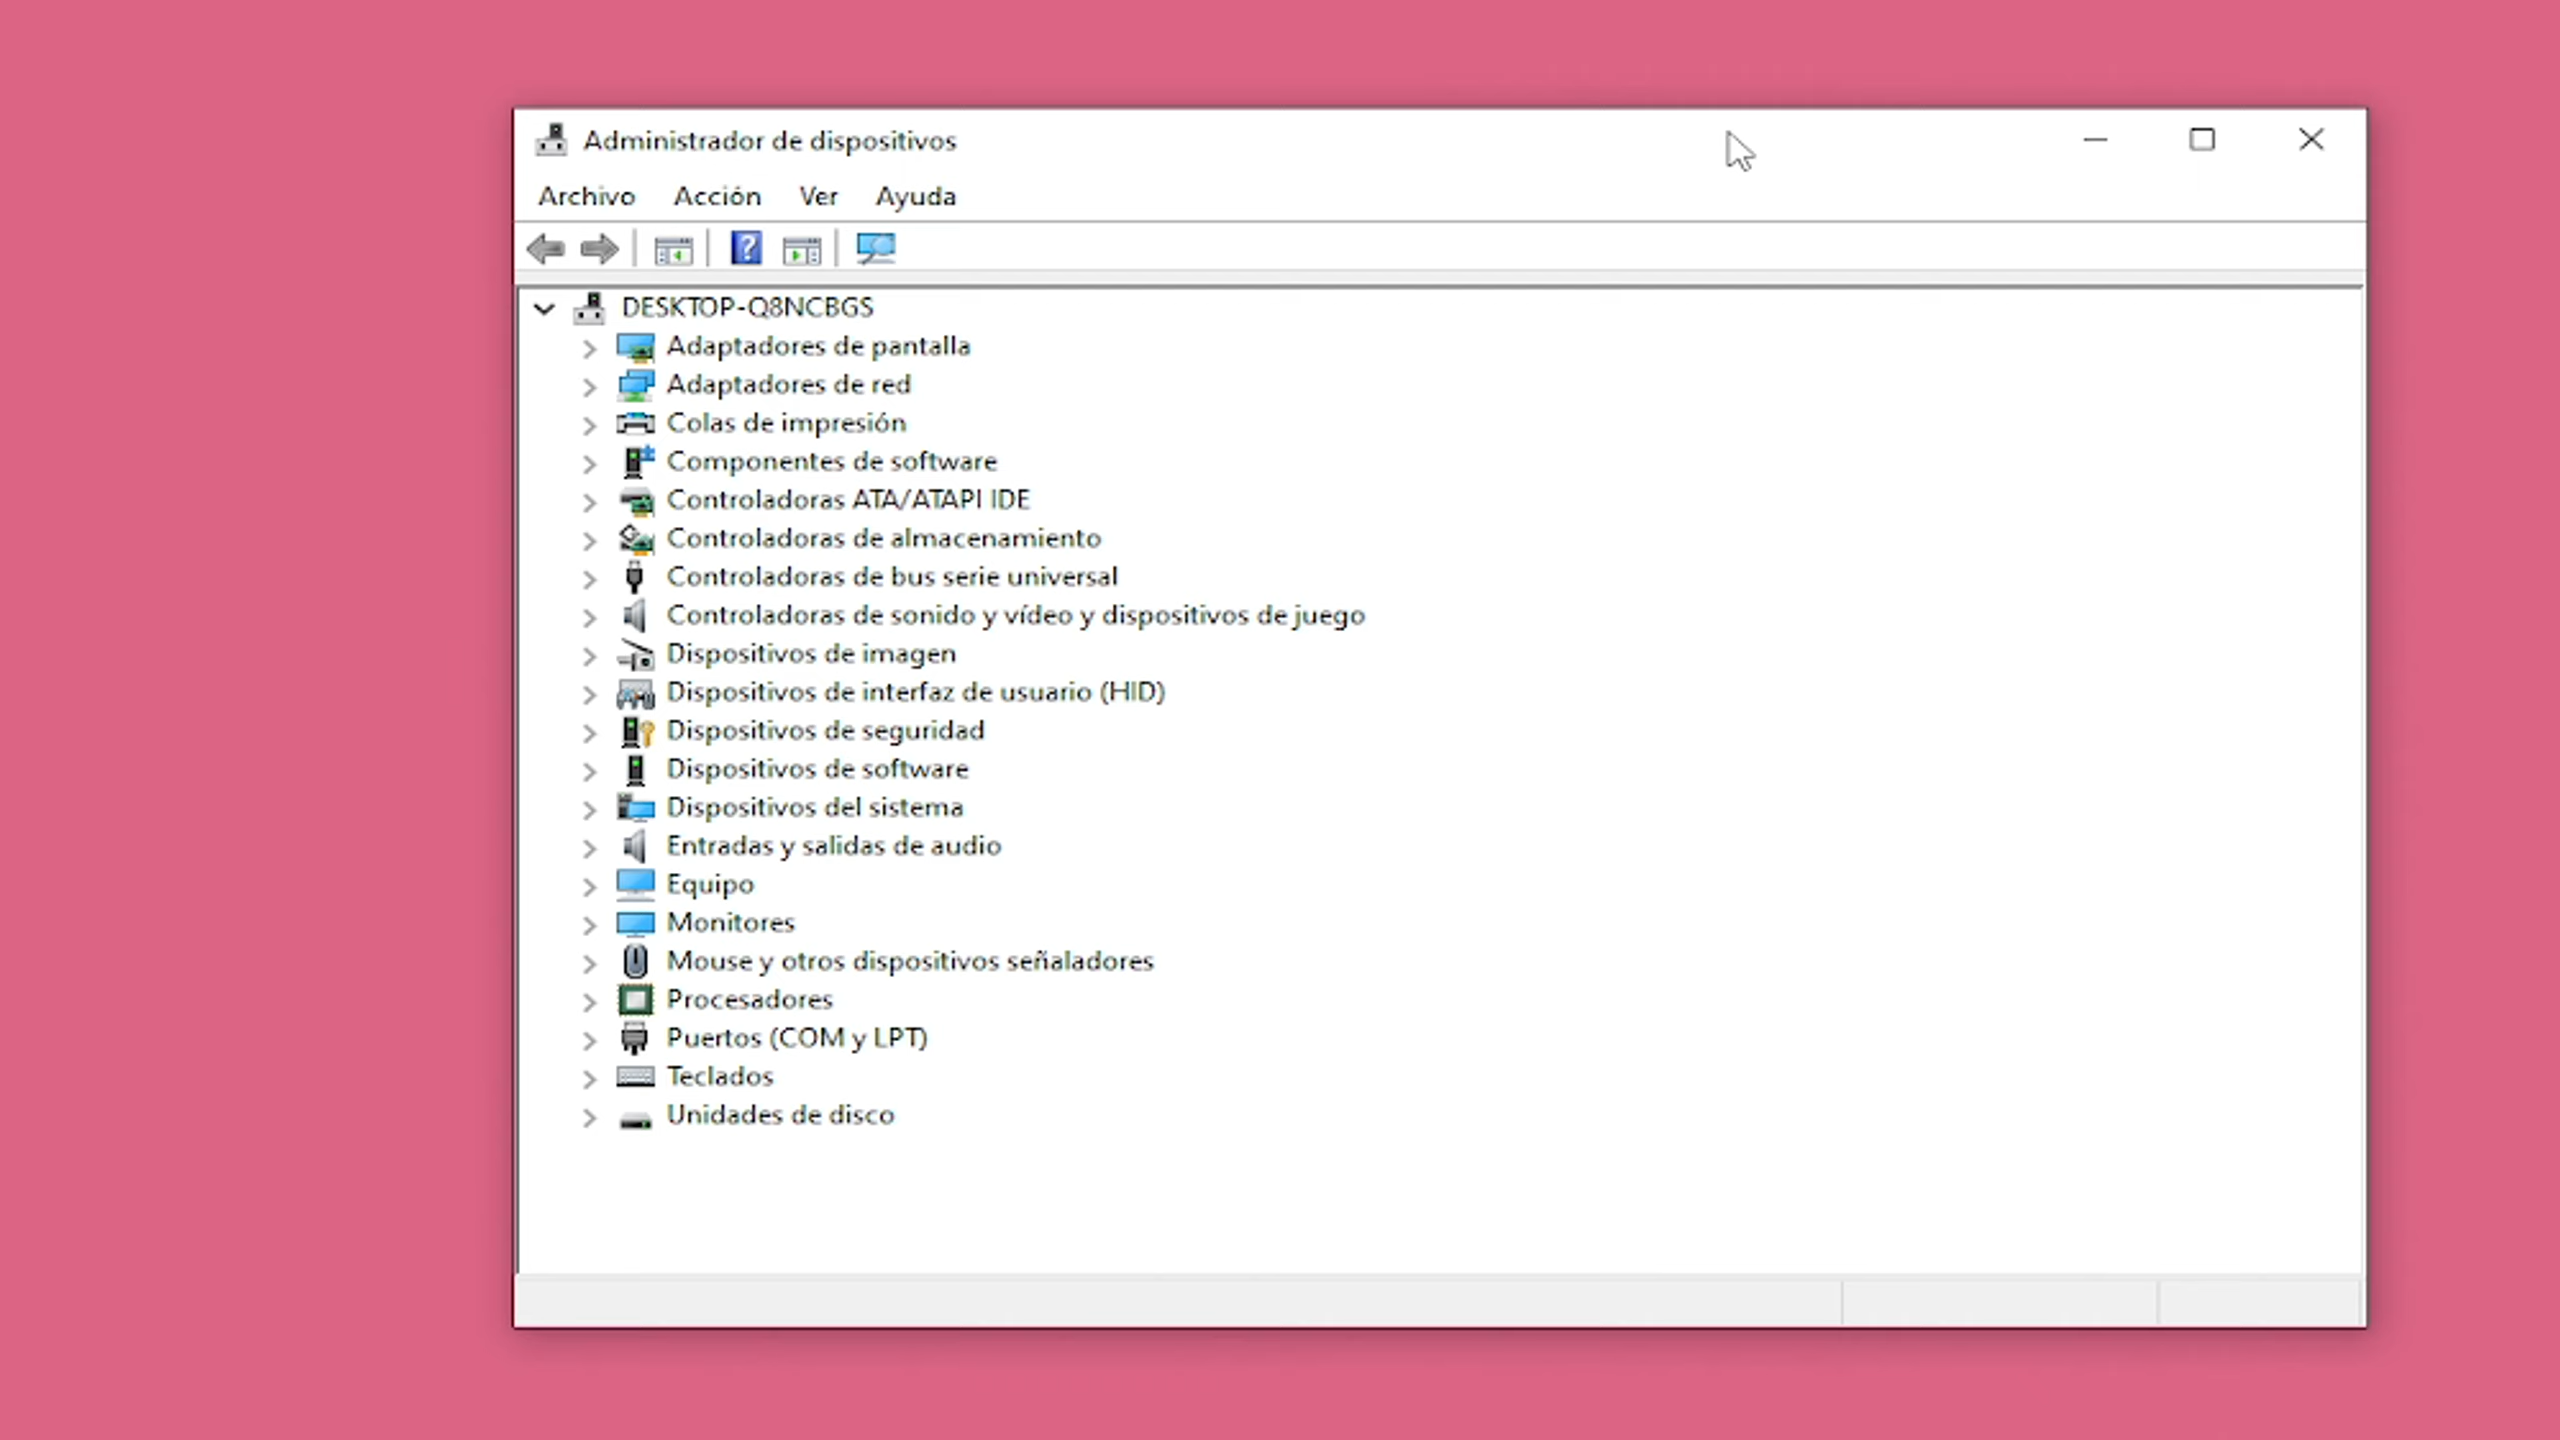 Administrador de dispositivos
Archivo Acción Ver Ayuda
DESKTOP-Q8NCBGS
Adaptadores de pantalla
Adaptadores de red
Colas de impresión
Componentes de software
Controladoras ATA/ATAPI IDE
Controladoras de almacenamiento
Controladoras de bus serie universal
Controladoras de sonido y vídeo y dispositivos de juego
Dispositivos de imagen
Dispositivos de interfaz de usuario (HID)
Dispositivos de seguridad
Dispositivos de software
Dispositivos del sistema
Entradas y salidas de audio
Equipo
Monitores
Mouse y otros dispositivos señaladores
Procesadores
Puertos (COM y LPT)
Teclados
Unidades de disco